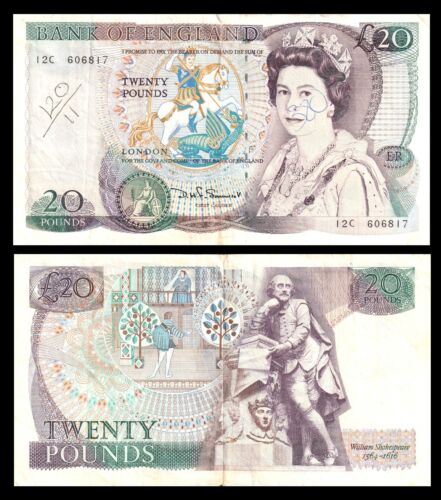 BANK OF ENGLAND
£20
I PROMISE TO PAY THE BEARER ON DEMAND THE SUM OF
12C 606817
TWENTY
POUNDS
LONDON
FOR THE GOVR AND COMPA OF THE BANK OF ENGLAND
E R
20
POUNDS
CHIEF CASHIER
12C 606817
120/11
£20
20
POUNDS
TWENTY
POUNDS
William Shakespeare
1564-1616